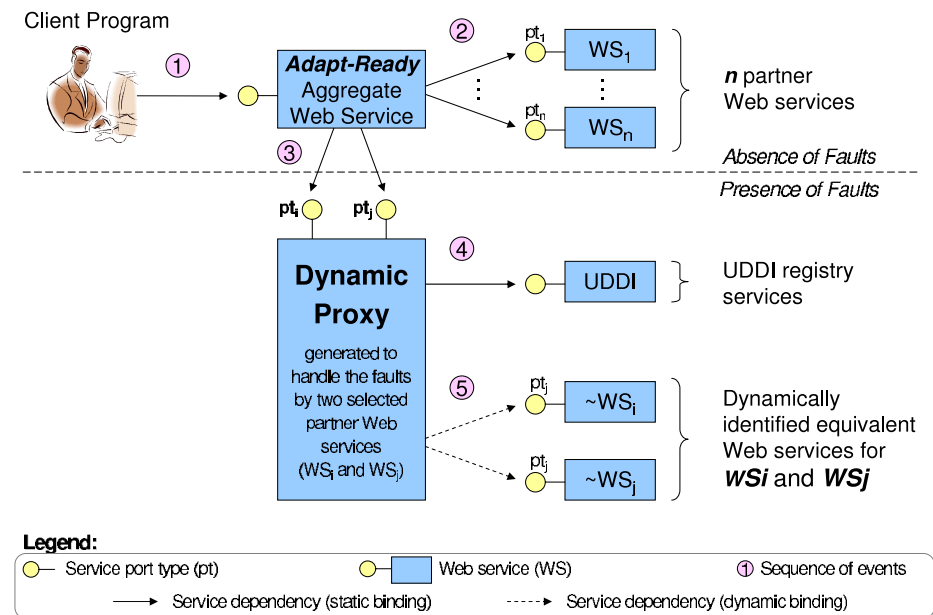 Client Program
1
Adapt-Ready
Aggregate
Web Service
2
pt1
WS1
⋮
⋮
ptn
WSn
n partner
Web services
3
Absence of Faults
Presence of Faults
pti
ptj
Dynamic
Proxy
generated to
handle the faults
by two selected
partner Web
services
(WSi and WSj)
4
UDDI
UDDI registry
services
5
ptj
~WSi
ptj
~WSj
Dynamically
identified equivalent
Web services for
WSi and WSj
Legend:
Service port type (pt)
Web service (WS)
1 Sequence of events
Service dependency (static binding)
Service dependency (dynamic binding)